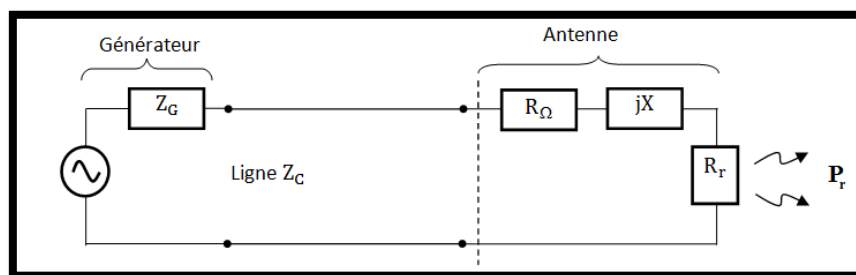 Générateur
Antenne
Z_G
R_Ω
jX
Ligne Z_C
R_r
P_r